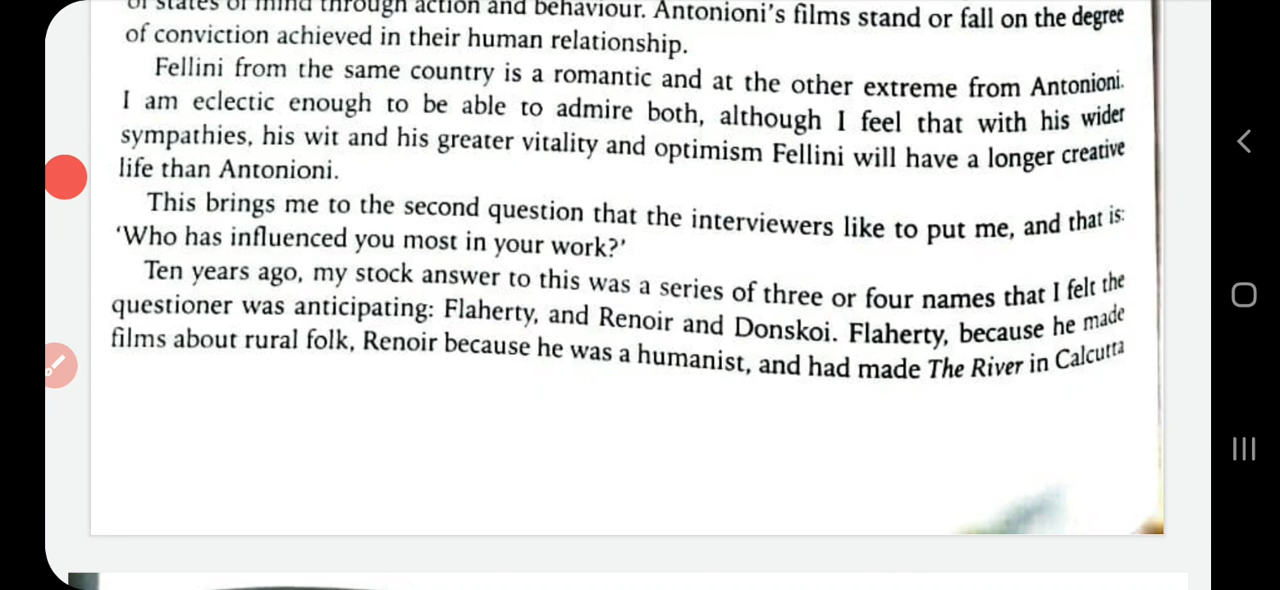 of states of mind through action and behaviour. Antonioni's films stand or fall on the degree
of conviction achieved in their human relationship.
Fellini from the same country is a romantic and at the other extreme from Antonioni.
I am eclectic enough to be able to admire both, although I feel that with his wider
sympathies, his wit and his greater vitality and optimism Fellini will have a longer creative
life than Antonioni.
This brings me to the second question that the interviewers like to put me, and that is:
'Who has influenced you most in your work?'
Ten years ago, my stock answer to this was a series of three or four names that I felt the
questioner was anticipating: Flaherty, and Renoir and Donskoi. Flaherty, because he made
films about rural folk, Renoir because he was a humanist, and had made The River in Calcutta